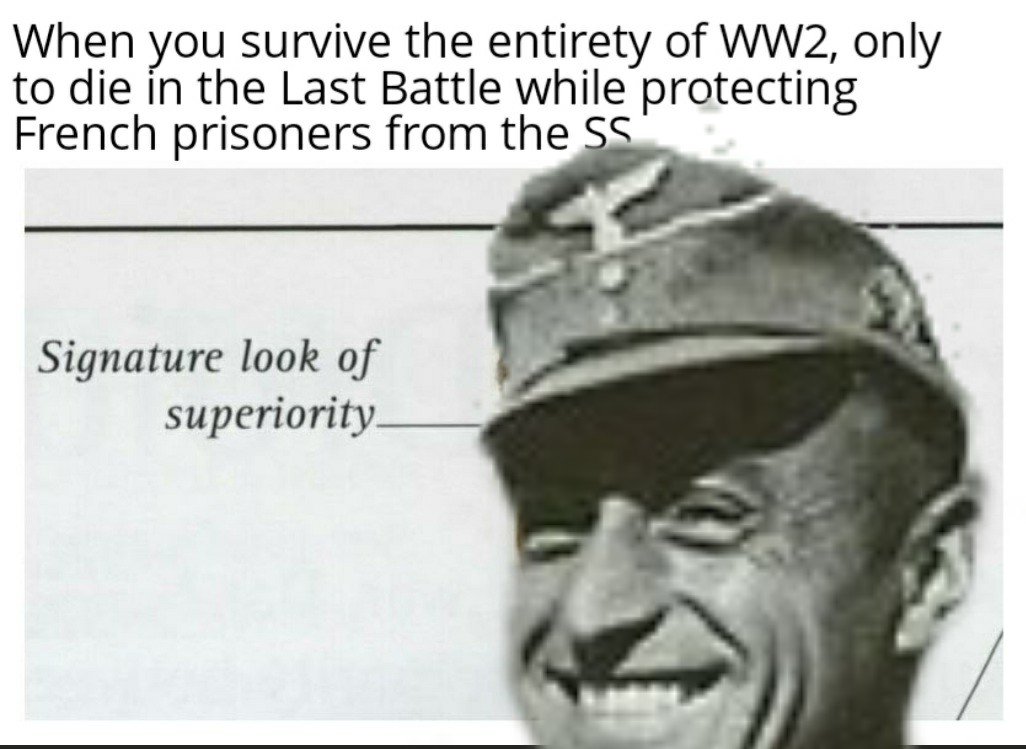 When you survive the entirety of WW2, only
to die in the Last Battle while protecting
French prisoners from the SS
Signature look of
superiority